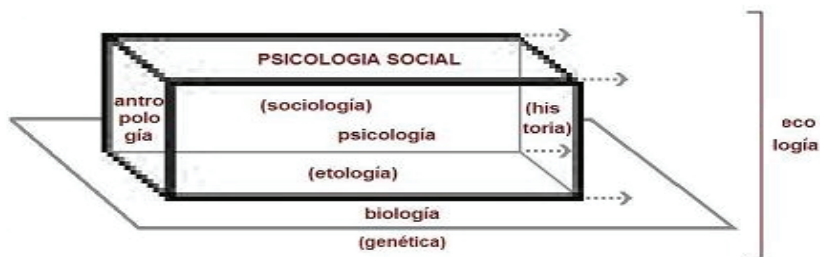 PSICOLOGIA SOCIAL
antro
polo
gía
(sociología)
(his
toria)
psicología
eco
logía
(etología)
biología
(genética)